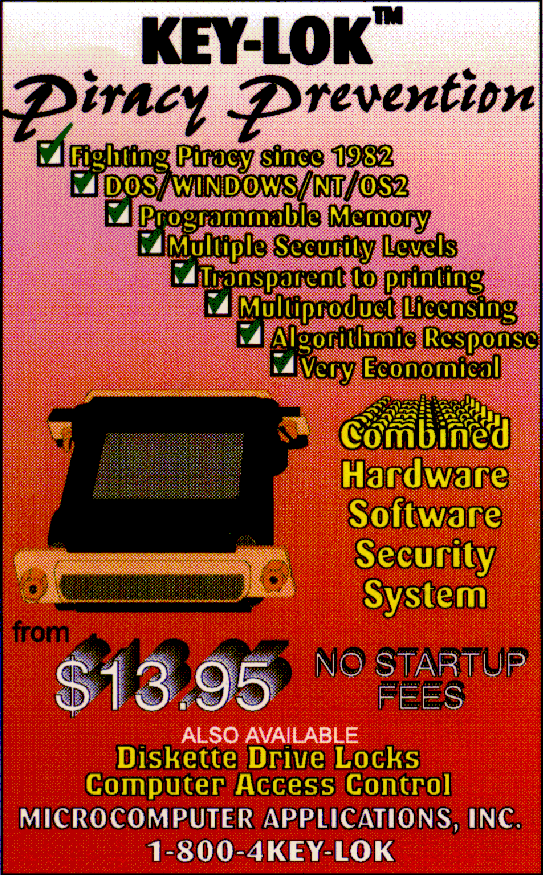 KEY-LOK™
Piracy Prevention
Fighting Piracy since 1982
DOS/WINDOWS/NT/OS2
Programmable Memory
Multiple Security Levels
Transparent to printing
Multiproduct Licensing
Algorithmic Response
Very Economical
Combined
Hardware
Software
Security
System
from
$13.95
NO STARTUP
FEES
ALSO AVAILABLE
Diskette Drive Locks
Computer Access Control
MICROCOMPUTER APPLICATIONS, INC.
1-800-4KEY-LOK